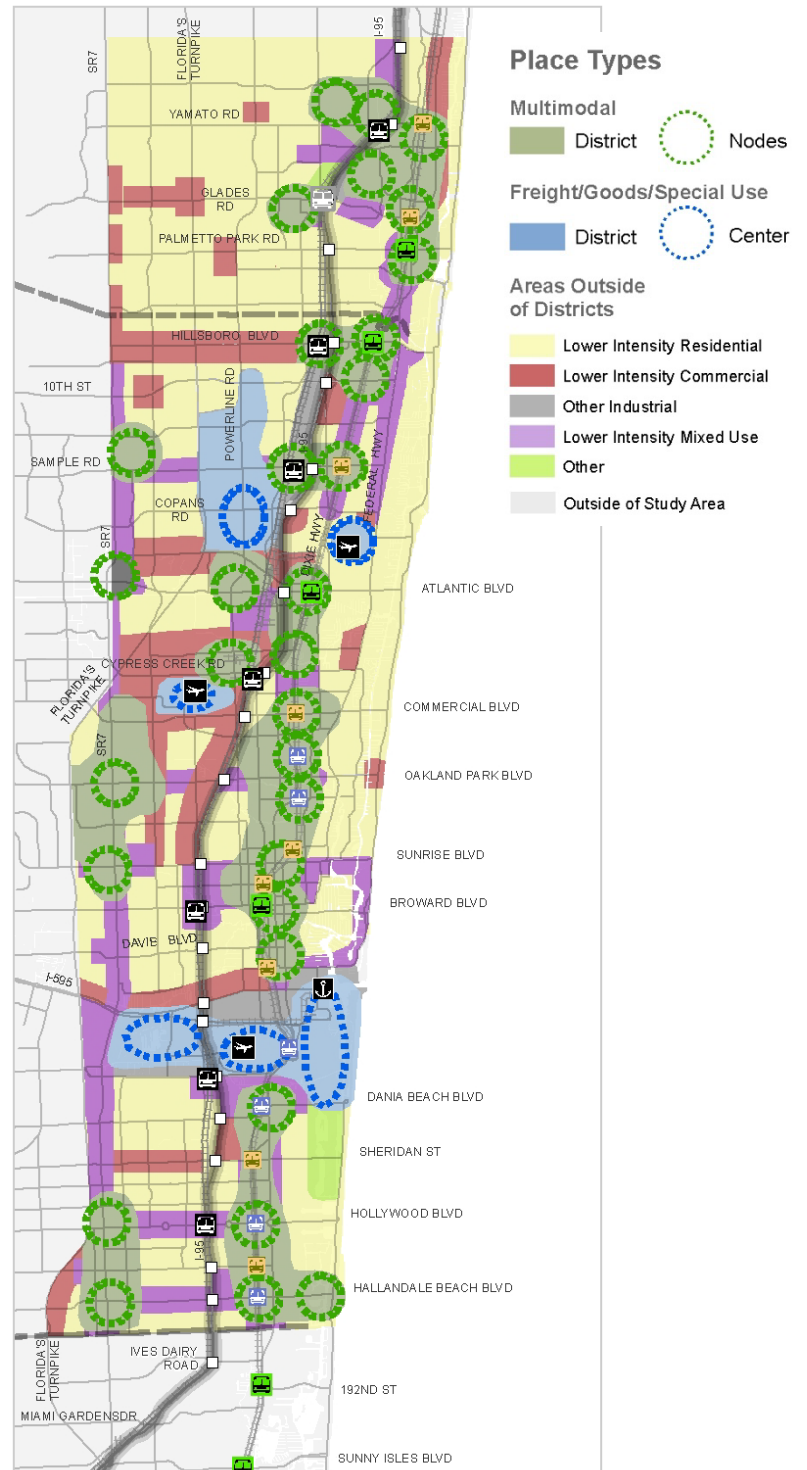 I-95
SR7
FLORIDA'S
TURNPIKE
YAMATO RD
GLADES
RD
PALMETTO PARK RD
HILLSBORO BLVD
10TH ST
POWERLINE RD
I-95
SAMPLE RD
FEDERAL HWY
COPANS
RD
SR7
DIXIE HWY
ATLANTIC BLVD
CYPRESS CREEK RD
FLORIDA'S
TURNPIKE
COMMERCIAL BLVD
SR7
OAKLAND PARK BLVD
SUNRISE BLVD
BROWARD BLVD
DAVIE BLVD
I-595
DANIA BEACH BLVD
SHERIDAN ST
HOLLYWOOD BLVD
I-95
HALLANDALE BEACH BLVD
IVES DAIRY
ROAD
FLORIDA'S
TURNPIKE
192ND ST
MIAMI GARDENSDR
SUNNY ISLES BLVD
Place Types
Multimodal
District
Nodes
Freight/Goods/Special Use
District
Center
Areas Outside
of Districts
Lower Intensity Residential
Lower Intensity Commercial
Other Industrial
Lower Intensity Mixed Use
Other
Outside of Study Area